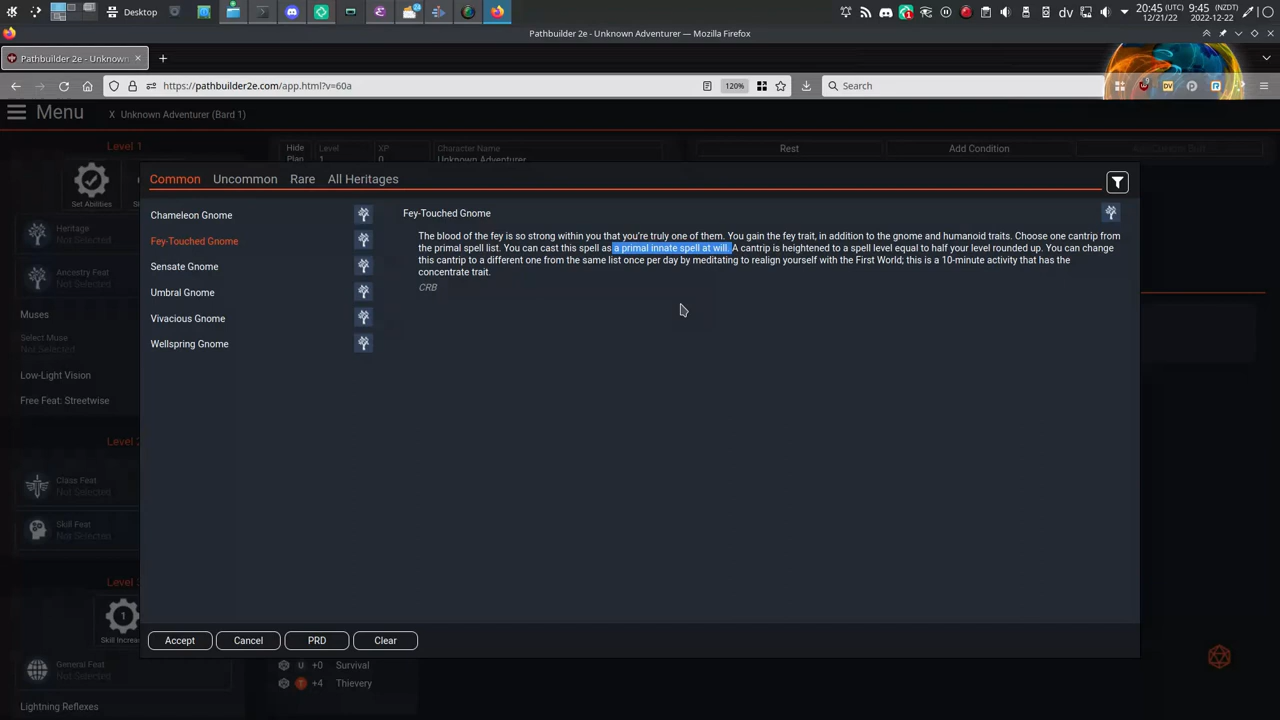 Desktop
dv
20:45 (UTC)
12/21/22
9:45 (NZDT)
2022-12-22
Pathbuilder 2e - Unknown Adventurer — Mozilla Firefox
Pathbuilder 2e - Unknown
https://pathbuilder2e.com/app.html?v=60a
120%
Search
Menu
X Unknown Adventurer (Bard 1)
Level 1
Hide
Plan
Level
1
XP
0
Character Name
Unknown Adventurer
Rest
Add Condition
Set Abilities
Heritage
Not Selected
Ancestry Feat
Not Selected
Muses
Select Muse
Not Selected
Low-Light Vision
Free Feat: Streetwise
Level
Class Feat
Not Selected
Skill Feat
Not Selected
Level
1
Skill Increa
General Feat
Not Selected
Lightning Reflexes
Common
Uncommon
Rare
All Heritages
Chameleon Gnome
Fey-Touched Gnome
Sensate Gnome
Umbral Gnome
Vivacious Gnome
Wellspring Gnome
Fey-Touched Gnome
The blood of the fey is so strong within you that you're truly one of them. You gain the fey trait, in addition to the gnome and humanoid traits. Choose one cantrip from
the primal spell list. You can cast this spell as a primal innate spell at will. A cantrip is heightened to a spell level equal to half your level rounded up. You can change
this cantrip to a different one from the same list once per day by meditating to realign yourself with the First World; this is a 10-minute activity that has the
concentrate trait.
CRB
Accept
Cancel
PRD
Clear
U +0 Survival
T +4 Thievery